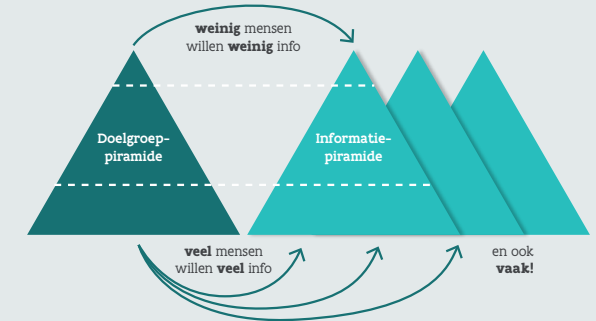 weinig mensen
willen weinig info
Doelgroep-
piramide
Informatie-
piramide
veel mensen
willen veel info
en ook
vaak!